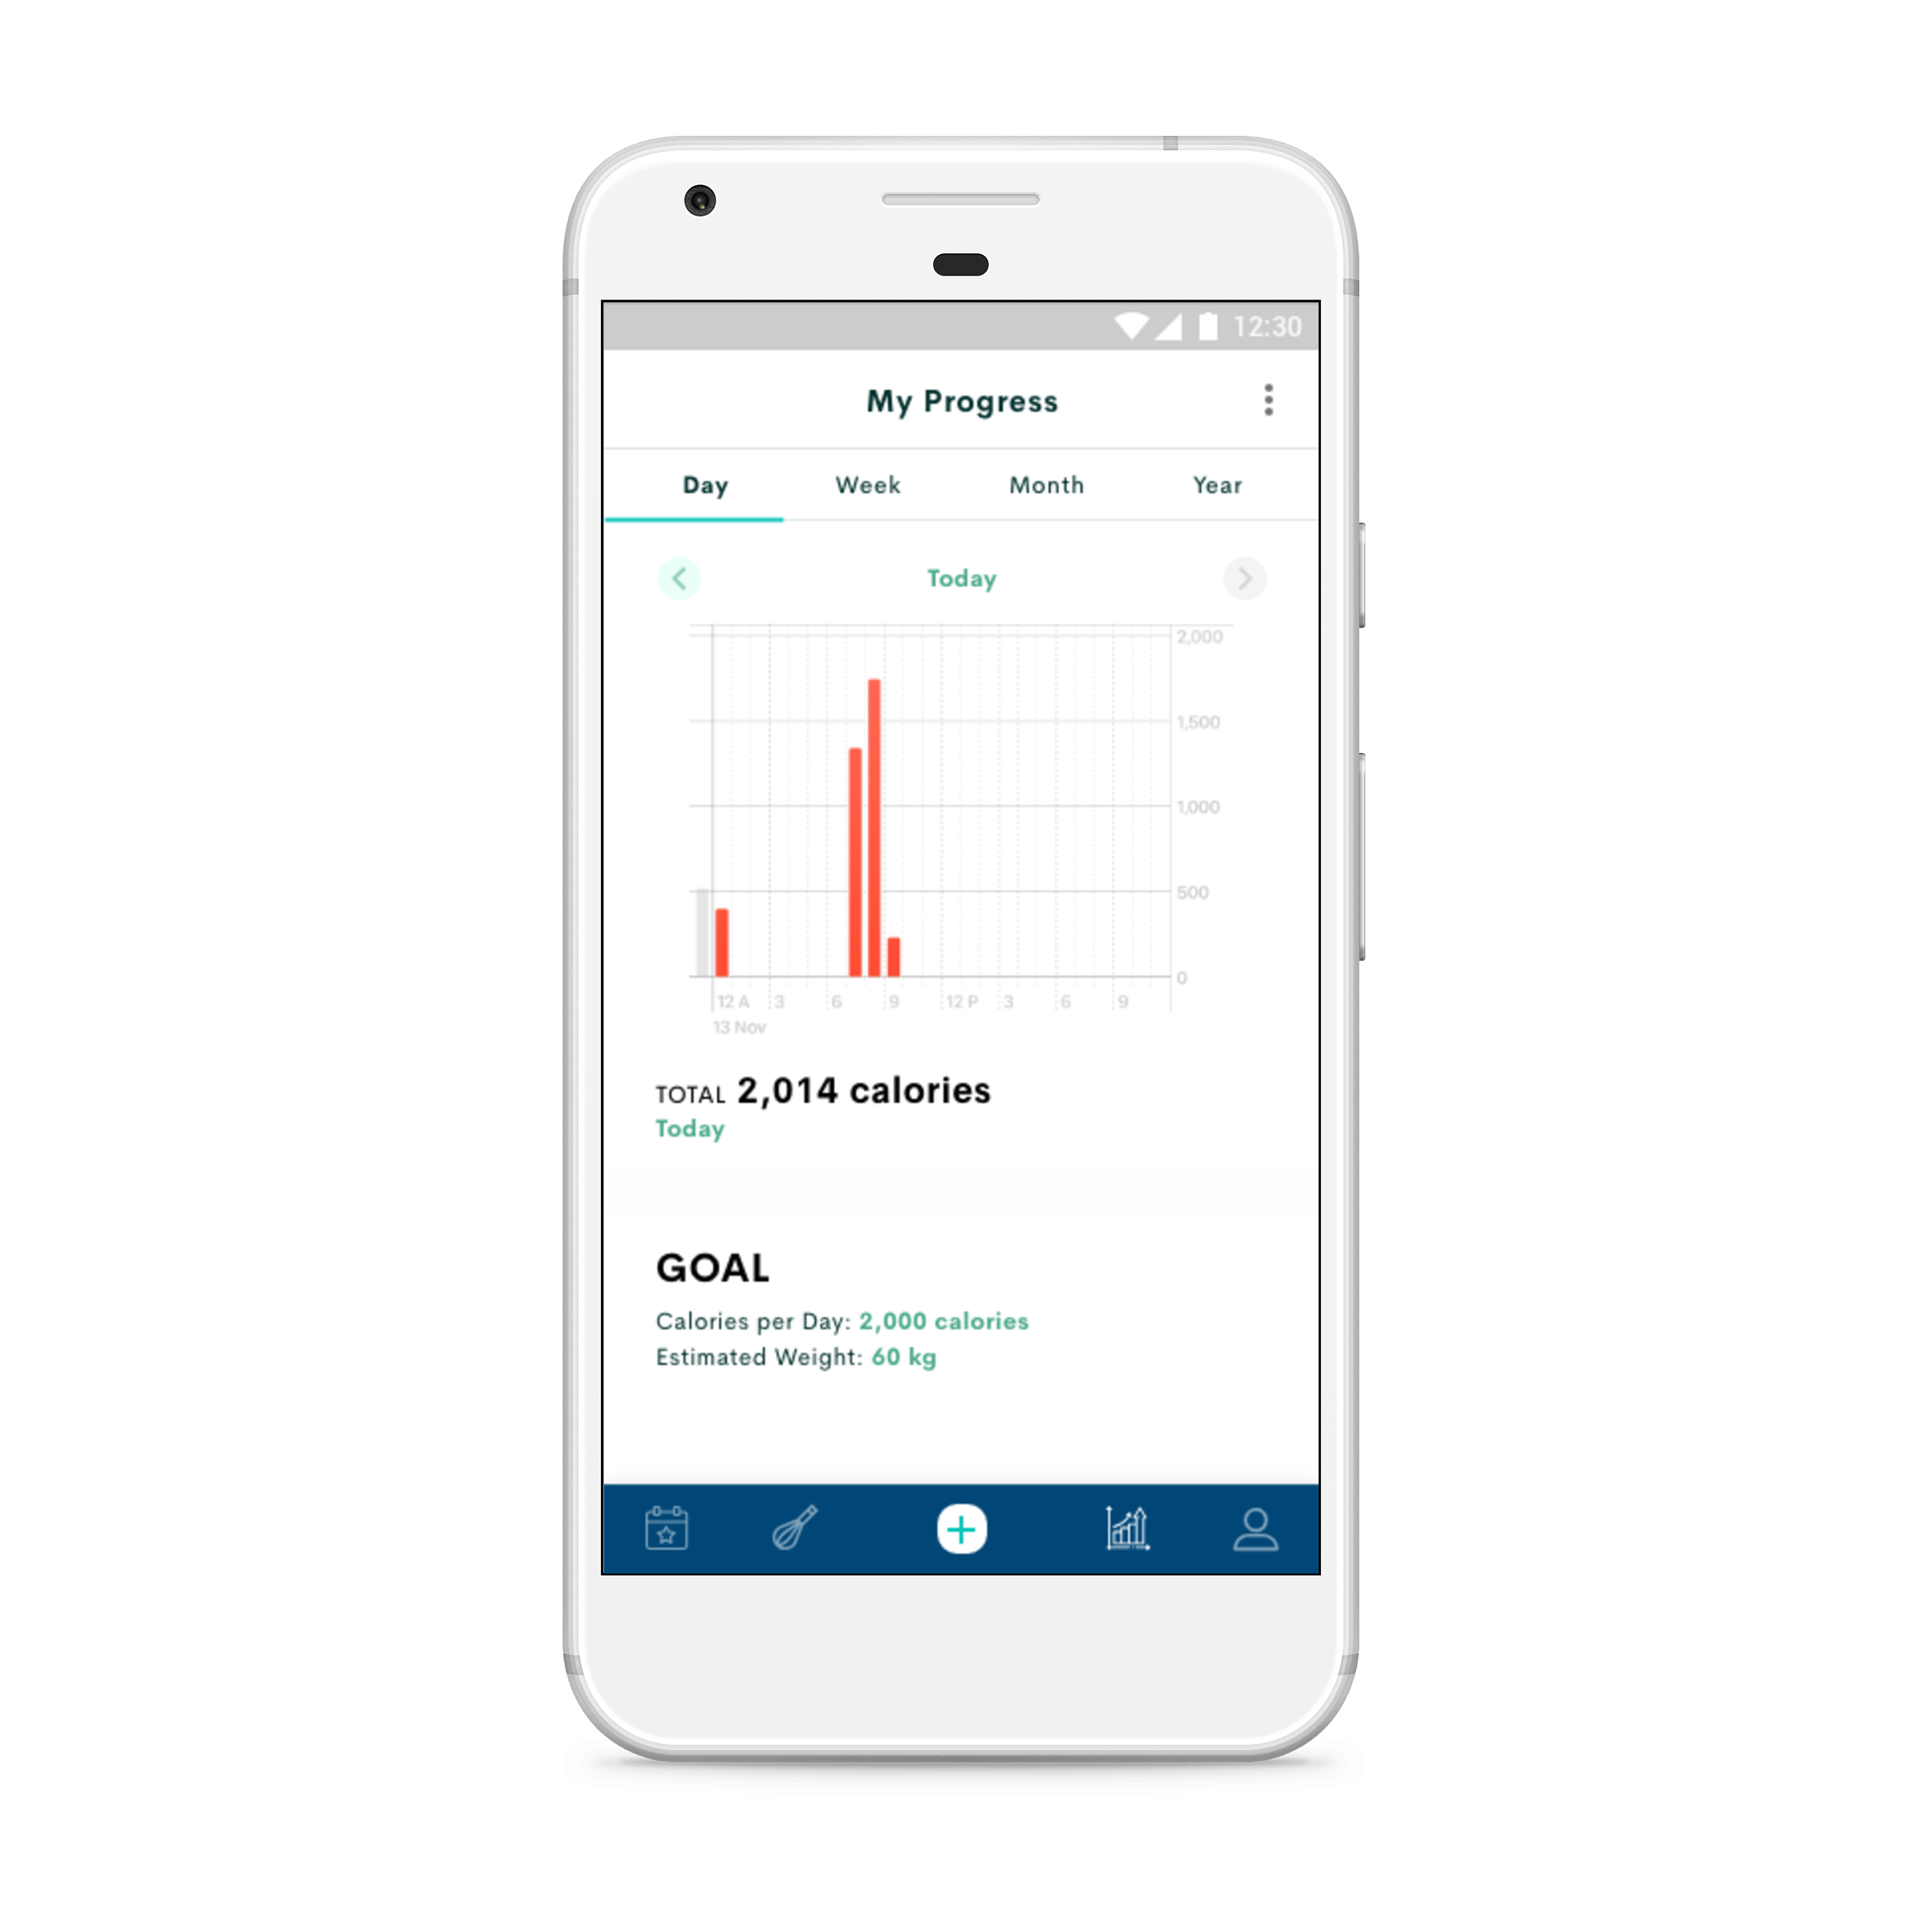 12:30
My Progress
Day Week Month Year
Today
2,000
1,500
1,000
500
0
12 A 3 6 9 12 P 3 6 9
13 Nov
TOTAL 2,014 calories
Today
GOAL
Calories per Day: 2,000 calories
Estimated Weight: 60 kg